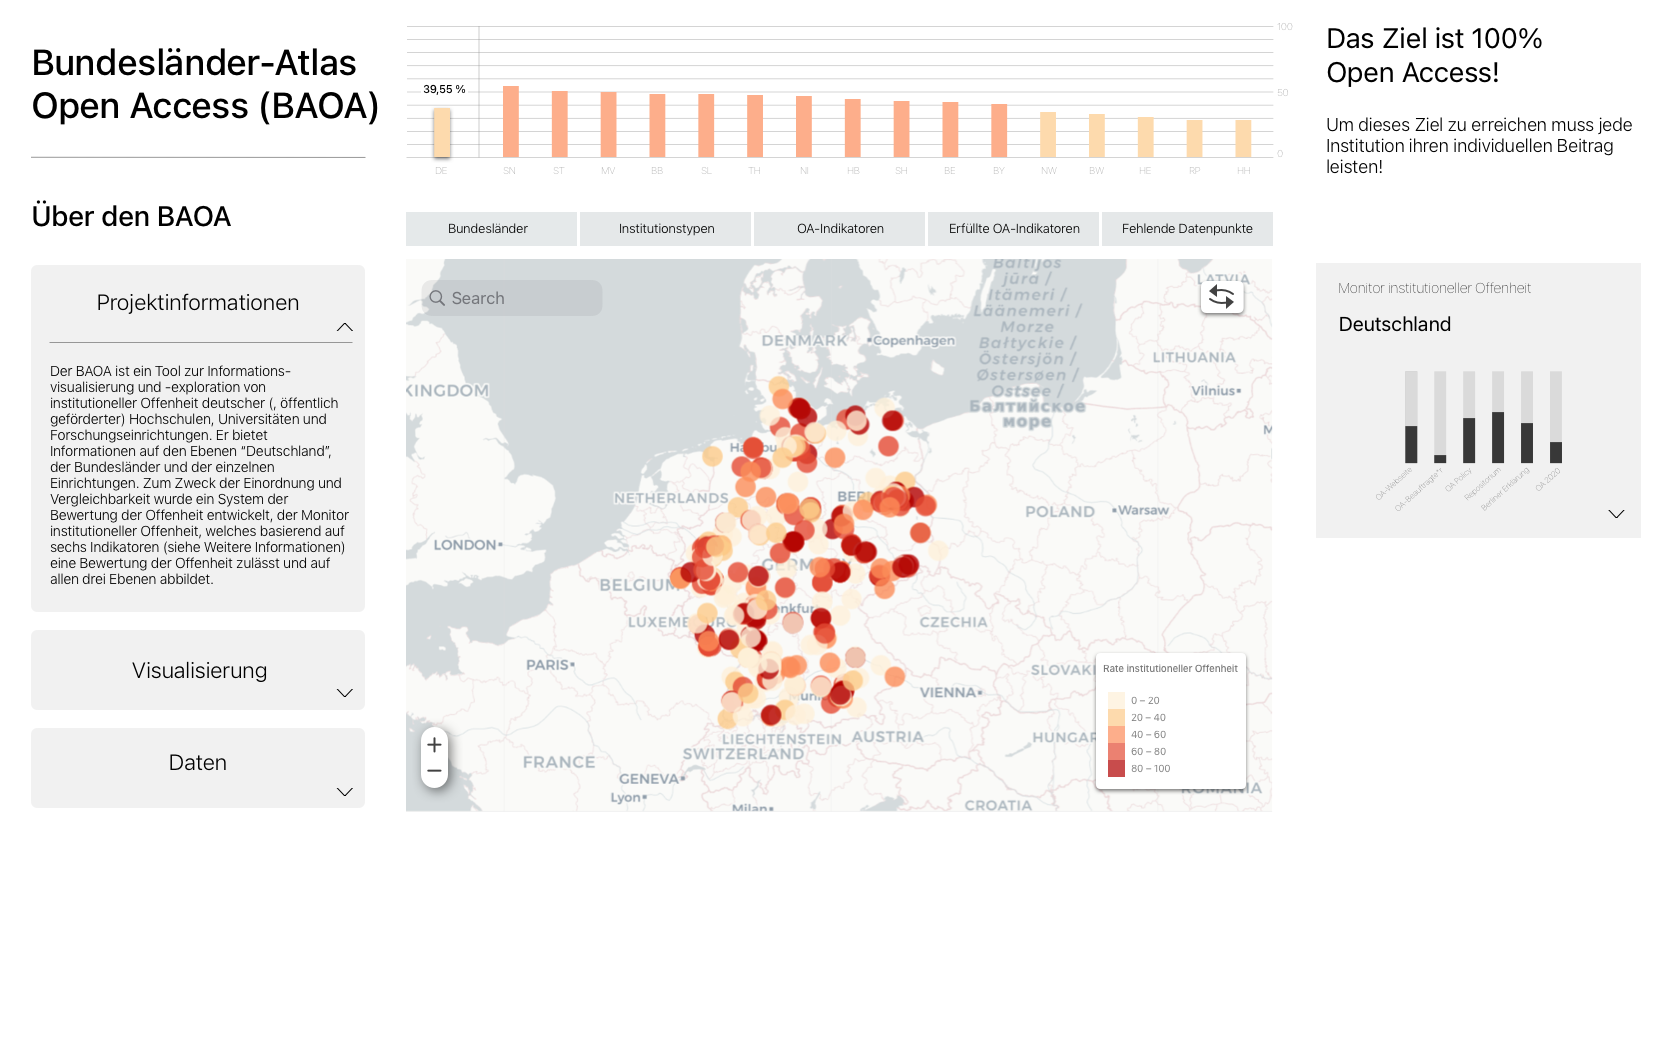 Bundesländer-Atlas
Open Access (BAOA)
Über den BAOA
Projektinformationen
Der BAOA ist ein Tool zur Informations-
visualisierung und -exploration von
institutioneller Offenheit deutscher (, öffentlich
geförderter) Hochschulen, Universitäten und
Forschungseinrichtungen. Er bietet
Informationen auf den Ebenen “Deutschland”,
der Bundesländer und der einzelnen
Einrichtungen. Zum Zweck der Einordnung und
Vergleichbarkeit wurde ein System der
Bewertung der Offenheit entwickelt, der Monitor
institutioneller Offenheit, welches basierend auf
sechs Indikatoren (siehe Weitere Informationen)
eine Bewertung der Offenheit zulässt und auf
allen drei Ebenen abbildet.
Visualisierung
Daten
100
50
0
39,55 %
DE SN ST MV BB SL TH NI HB SH BE BY NW BW HE RP HH
Bundesländer
Institutionstypen
OA-Indikatoren
Erfüllte OA-Indikatoren
Fehlende Datenpunkte
Search
Baltijos
jūra /
Itämeri /
Läänemeri /
Morze
Bałtyckie /
Östersjön /
Østersøen /
Ostsee /
Балтийское
море
LATVIA
DENMARK
Copenhagen
LITHUANIA
KINGDOM
Vilnius
NETHERLANDS
POLAND
Warsaw
LONDON
BELGIUM
CZECHIA
PARIS
SLOVAK
VIENNA
LIECHTENSTEIN
AUSTRIA
SWITZERLAND
FRANCE
GENEVA
HUNGAR
Lyon
Milan
CROATIA
ROMANIA
Rate institutioneller Offenheit
0 – 20
20 – 40
40 – 60
60 – 80
80 – 100
+
−
Das Ziel ist 100%
Open Access!
Um dieses Ziel zu erreichen muss jede
Institution ihren individuellen Beitrag
leisten!
Monitor institutioneller Offenheit
Deutschland
OA-Webseite
OA-Beauftragte*r
OA Policy
Repositorium
Berliner Erklärung
OA 2020